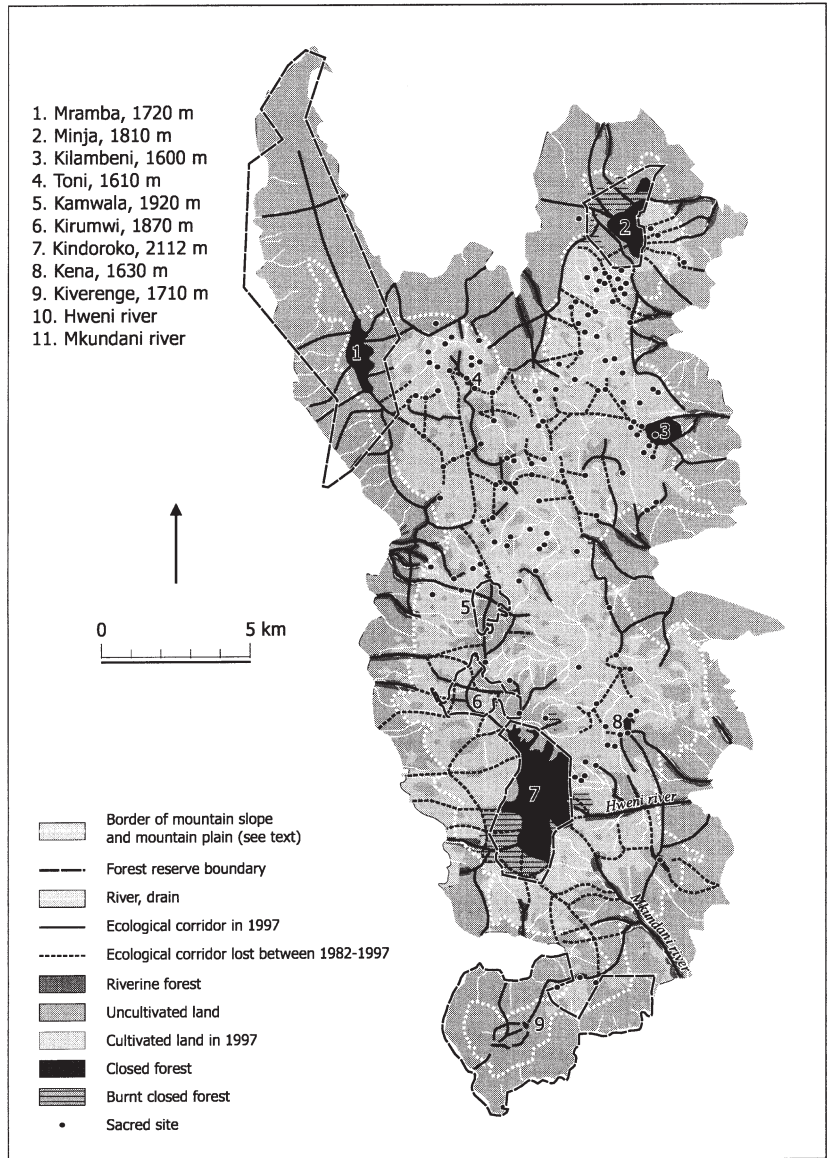 1. Mramba, 1720 m
2. Minja, 1810 m
3. Kilambeni, 1600 m
4. Toni, 1610 m
5. Kamwala, 1920 m
6. Kirumwi, 1870 m
7. Kindoroko, 2112 m
8. Kena, 1630 m
9. Kiverenge, 1710 m
10. Hweni river
11. Mkundani river
2
1
4
3
5
0 5 km
6
8
7
Hweni river
Mkundani river
9
Border of mountain slope
and mountain plain (see text)
Forest reserve boundary
River, drain
Ecological corridor in 1997
Ecological corridor lost between 1982-1997
Riverine forest
Uncultivated land
Cultivated land in 1997
Closed forest
Burnt closed forest
Sacred site